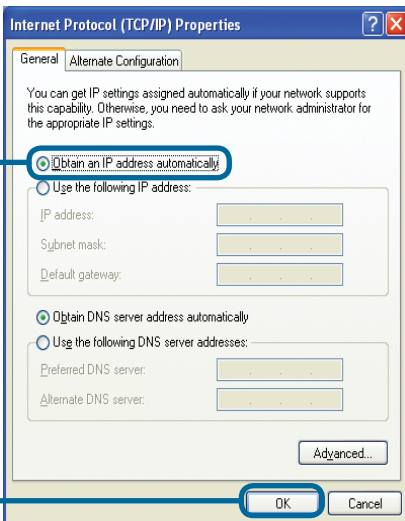 Internet Protocol (TCP/IP) Properties
General
Alternate Configuration
You can get IP settings assigned automatically if your network supports
this capability. Otherwise, you need to ask your network administrator for
the appropriate IP settings.
Obtain an IP address automatically
Use the following IP address:
IP address:
Subnet mask:
Default gateway:
Obtain DNS server address automatically
Use the following DNS server addresses:
Preferred DNS server:
Alternate DNS server:
Advanced...
OK
Cancel